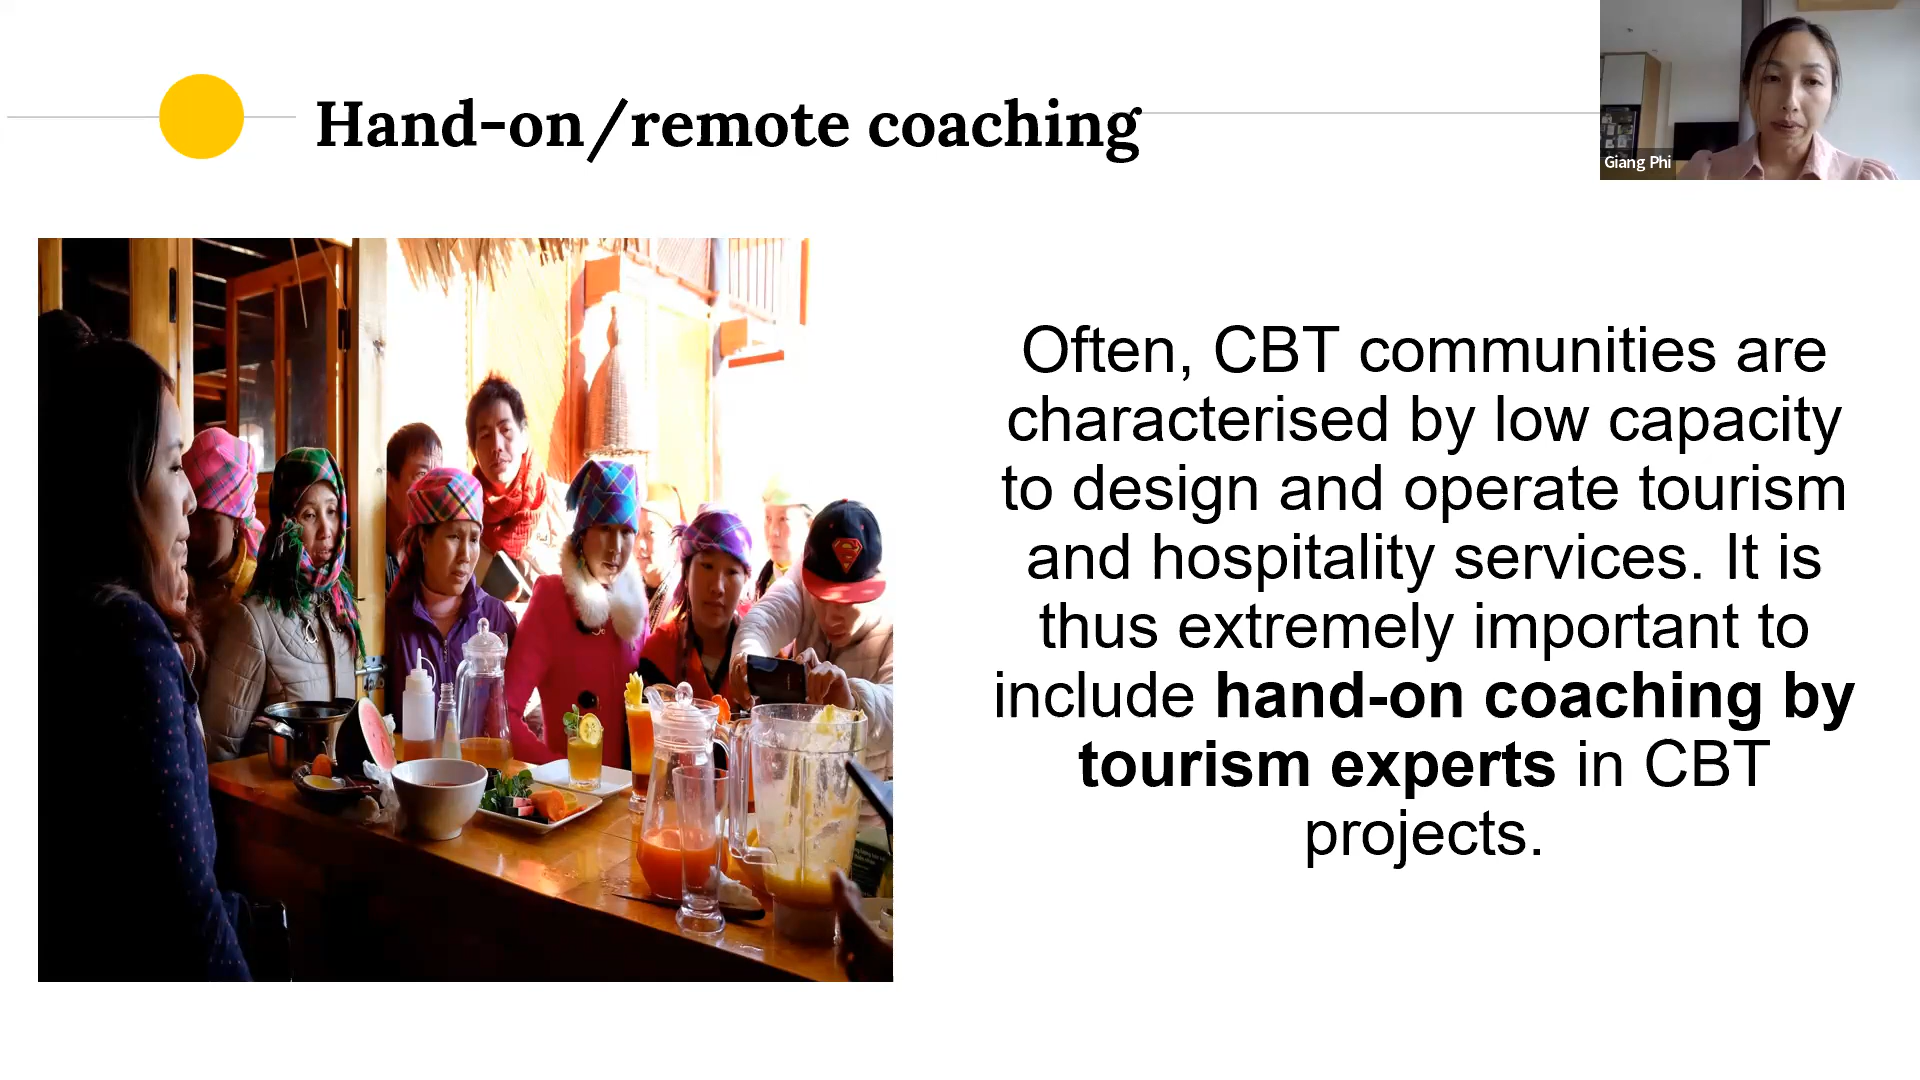 Hand-on/remote coaching
Giang Phi
Often, CBT communities are
characterised by low capacity
to design and operate tourism
and hospitality services. It is
thus extremely important to
include hand-on coaching by
tourism experts in CBT
projects.